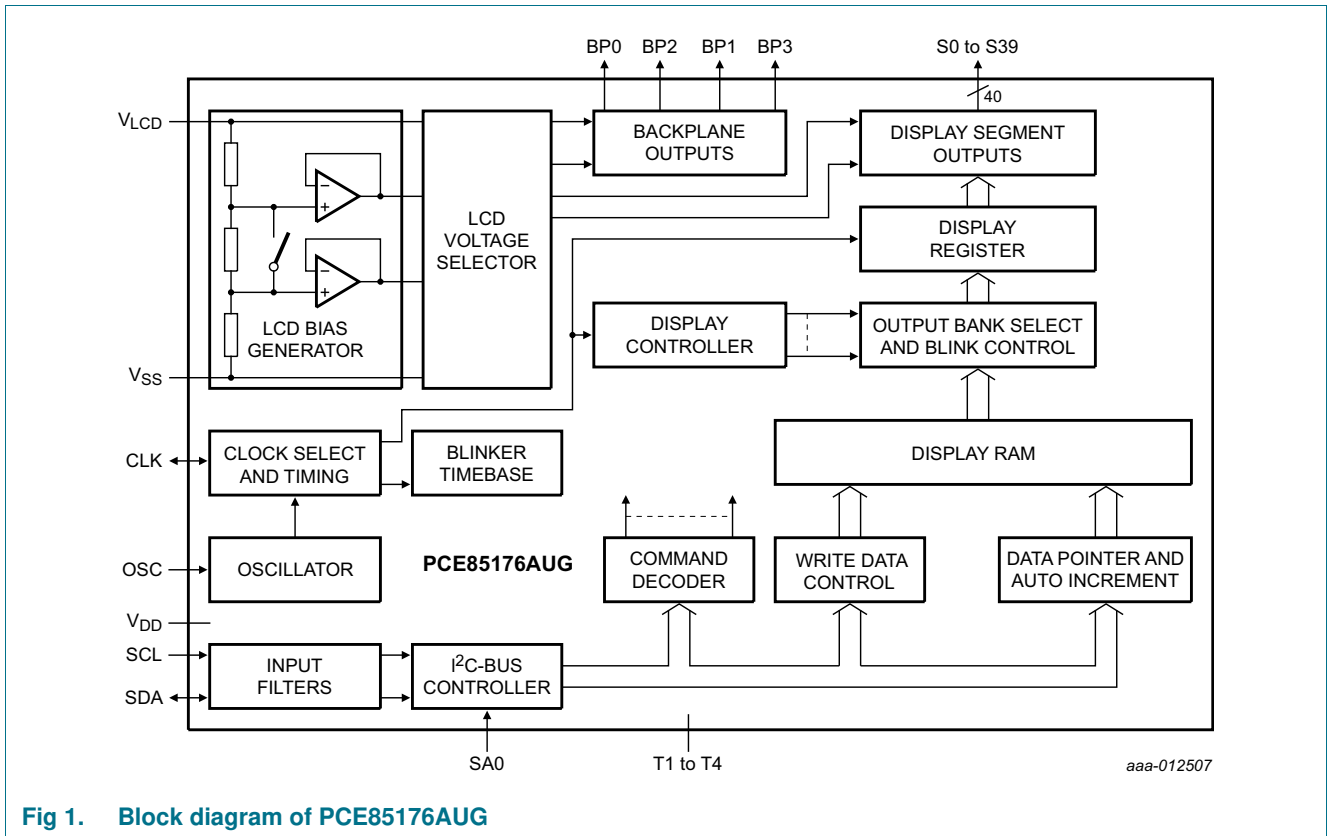 BP0 BP2 BP1 BP3 S0 to S39
40
VLCD
BACKPLANE
OUTPUTS
DISPLAY SEGMENT
OUTPUTS
−
+
LCD
VOLTAGE
SELECTOR
DISPLAY
REGISTER
−
+
LCD BIAS
GENERATOR
DISPLAY
CONTROLLER
OUTPUT BANK SELECT
AND BLINK CONTROL
VSS
CLK
CLOCK SELECT
AND TIMING
BLINKER
TIMEBASE
DISPLAY RAM
OSC
OSCILLATOR
PCE85176AUG
COMMAND
DECODER
WRITE DATA
CONTROL
DATA POINTER AND
AUTO INCREMENT
VDD
SCL
SDA
INPUT
FILTERS
I2C-BUS
CONTROLLER
SA0
T1 to T4
aaa-012507
Fig 1. Block diagram of PCE85176AUG